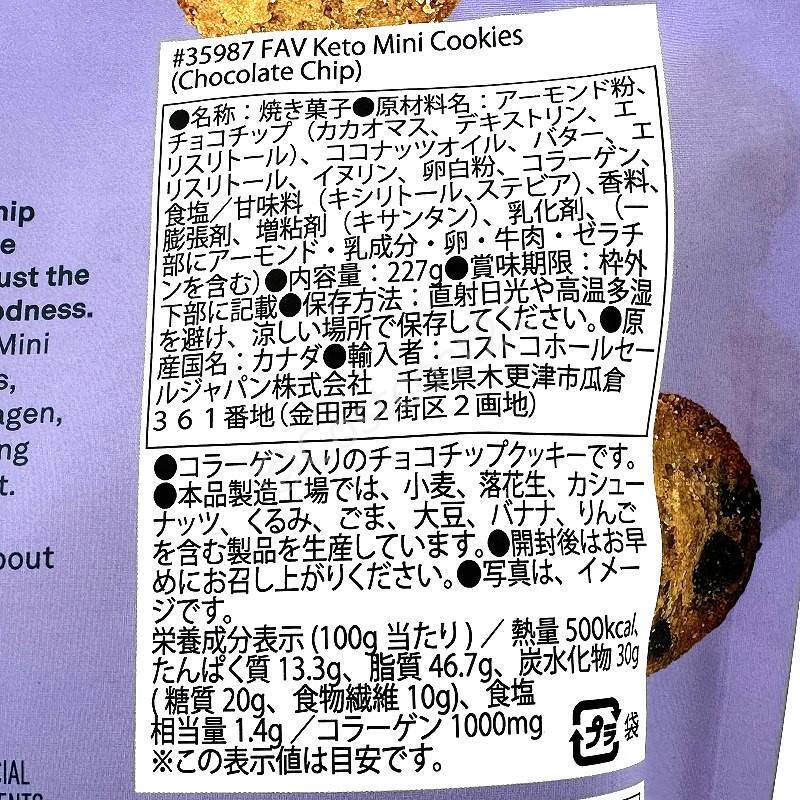 #35987 FAV Keto Mini Cookies
(Chocolate Chip)
●名称：焼き菓子●原材料名：アーモンド粉、
チョコチップ（カカオマス、デキストリン、エ
リスリトール）、ココナッツオイル、バター、エ
リスリトール、イヌリン、卵白粉、コラーゲン、
食塩／甘味料（キシリトール、ステビア）、香料、
膨張剤、増粘剤（キサンタン）、乳化剤、（一
部にアーモンド・乳成分・卵・牛肉・ゼラチ
ンを含む）●内容量：227g●賞味期限：枠外
下部に記載●保存方法：直射日光や高温多湿
を避け、涼しい場所で保存してください。●原
産国名：カナダ●輸入者：コストコホールセー
ルジャパン株式会社　千葉県木更津市瓜倉
３６１番地（金田西２街区２画地）
●コラーゲン入りのチョコチップクッキーです。
●本品製造工場では、小麦、落花生、カシュー
ナッツ、くるみ、ごま、大豆、バナナ、りんご
を含む製品を生産しています。●開封後はお早
めにお召し上がりください。●写真は、イメー
ジです。
栄養成分表示 (100g 当たり) ／ 熱量 500kcal、
たんぱく質 13.3g、脂質 46.7g、炭水化物 30g
( 糖質 20g、食物繊維 10g)、食塩
相当量 1.4g ／コラーゲン 1000mg
※この表示値は目安です。
プラ 袋
hip
e
ust the
odness.
Mini
s,
agen,
ng
t.
bout
CIAL